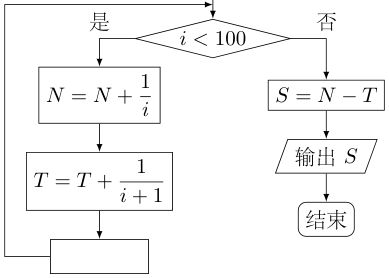 是
否
i < 100
N = N + 1/i
S = N − T
T = T + 1/(i+1)
输出 S
结束